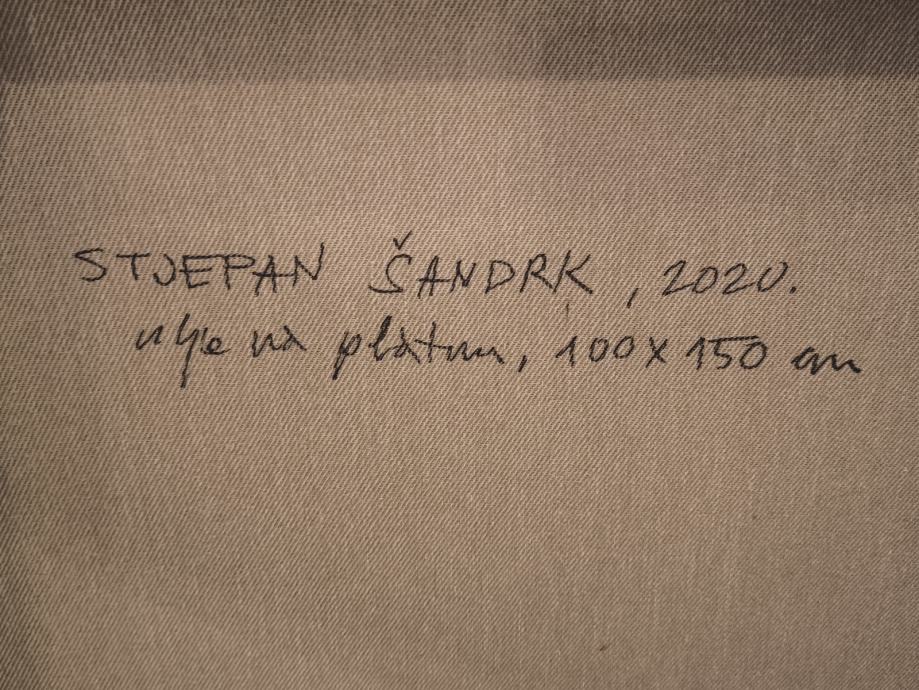 STJEPAN ŠANDRK, 2020.
ulje na platnu, 100 x 150 cm